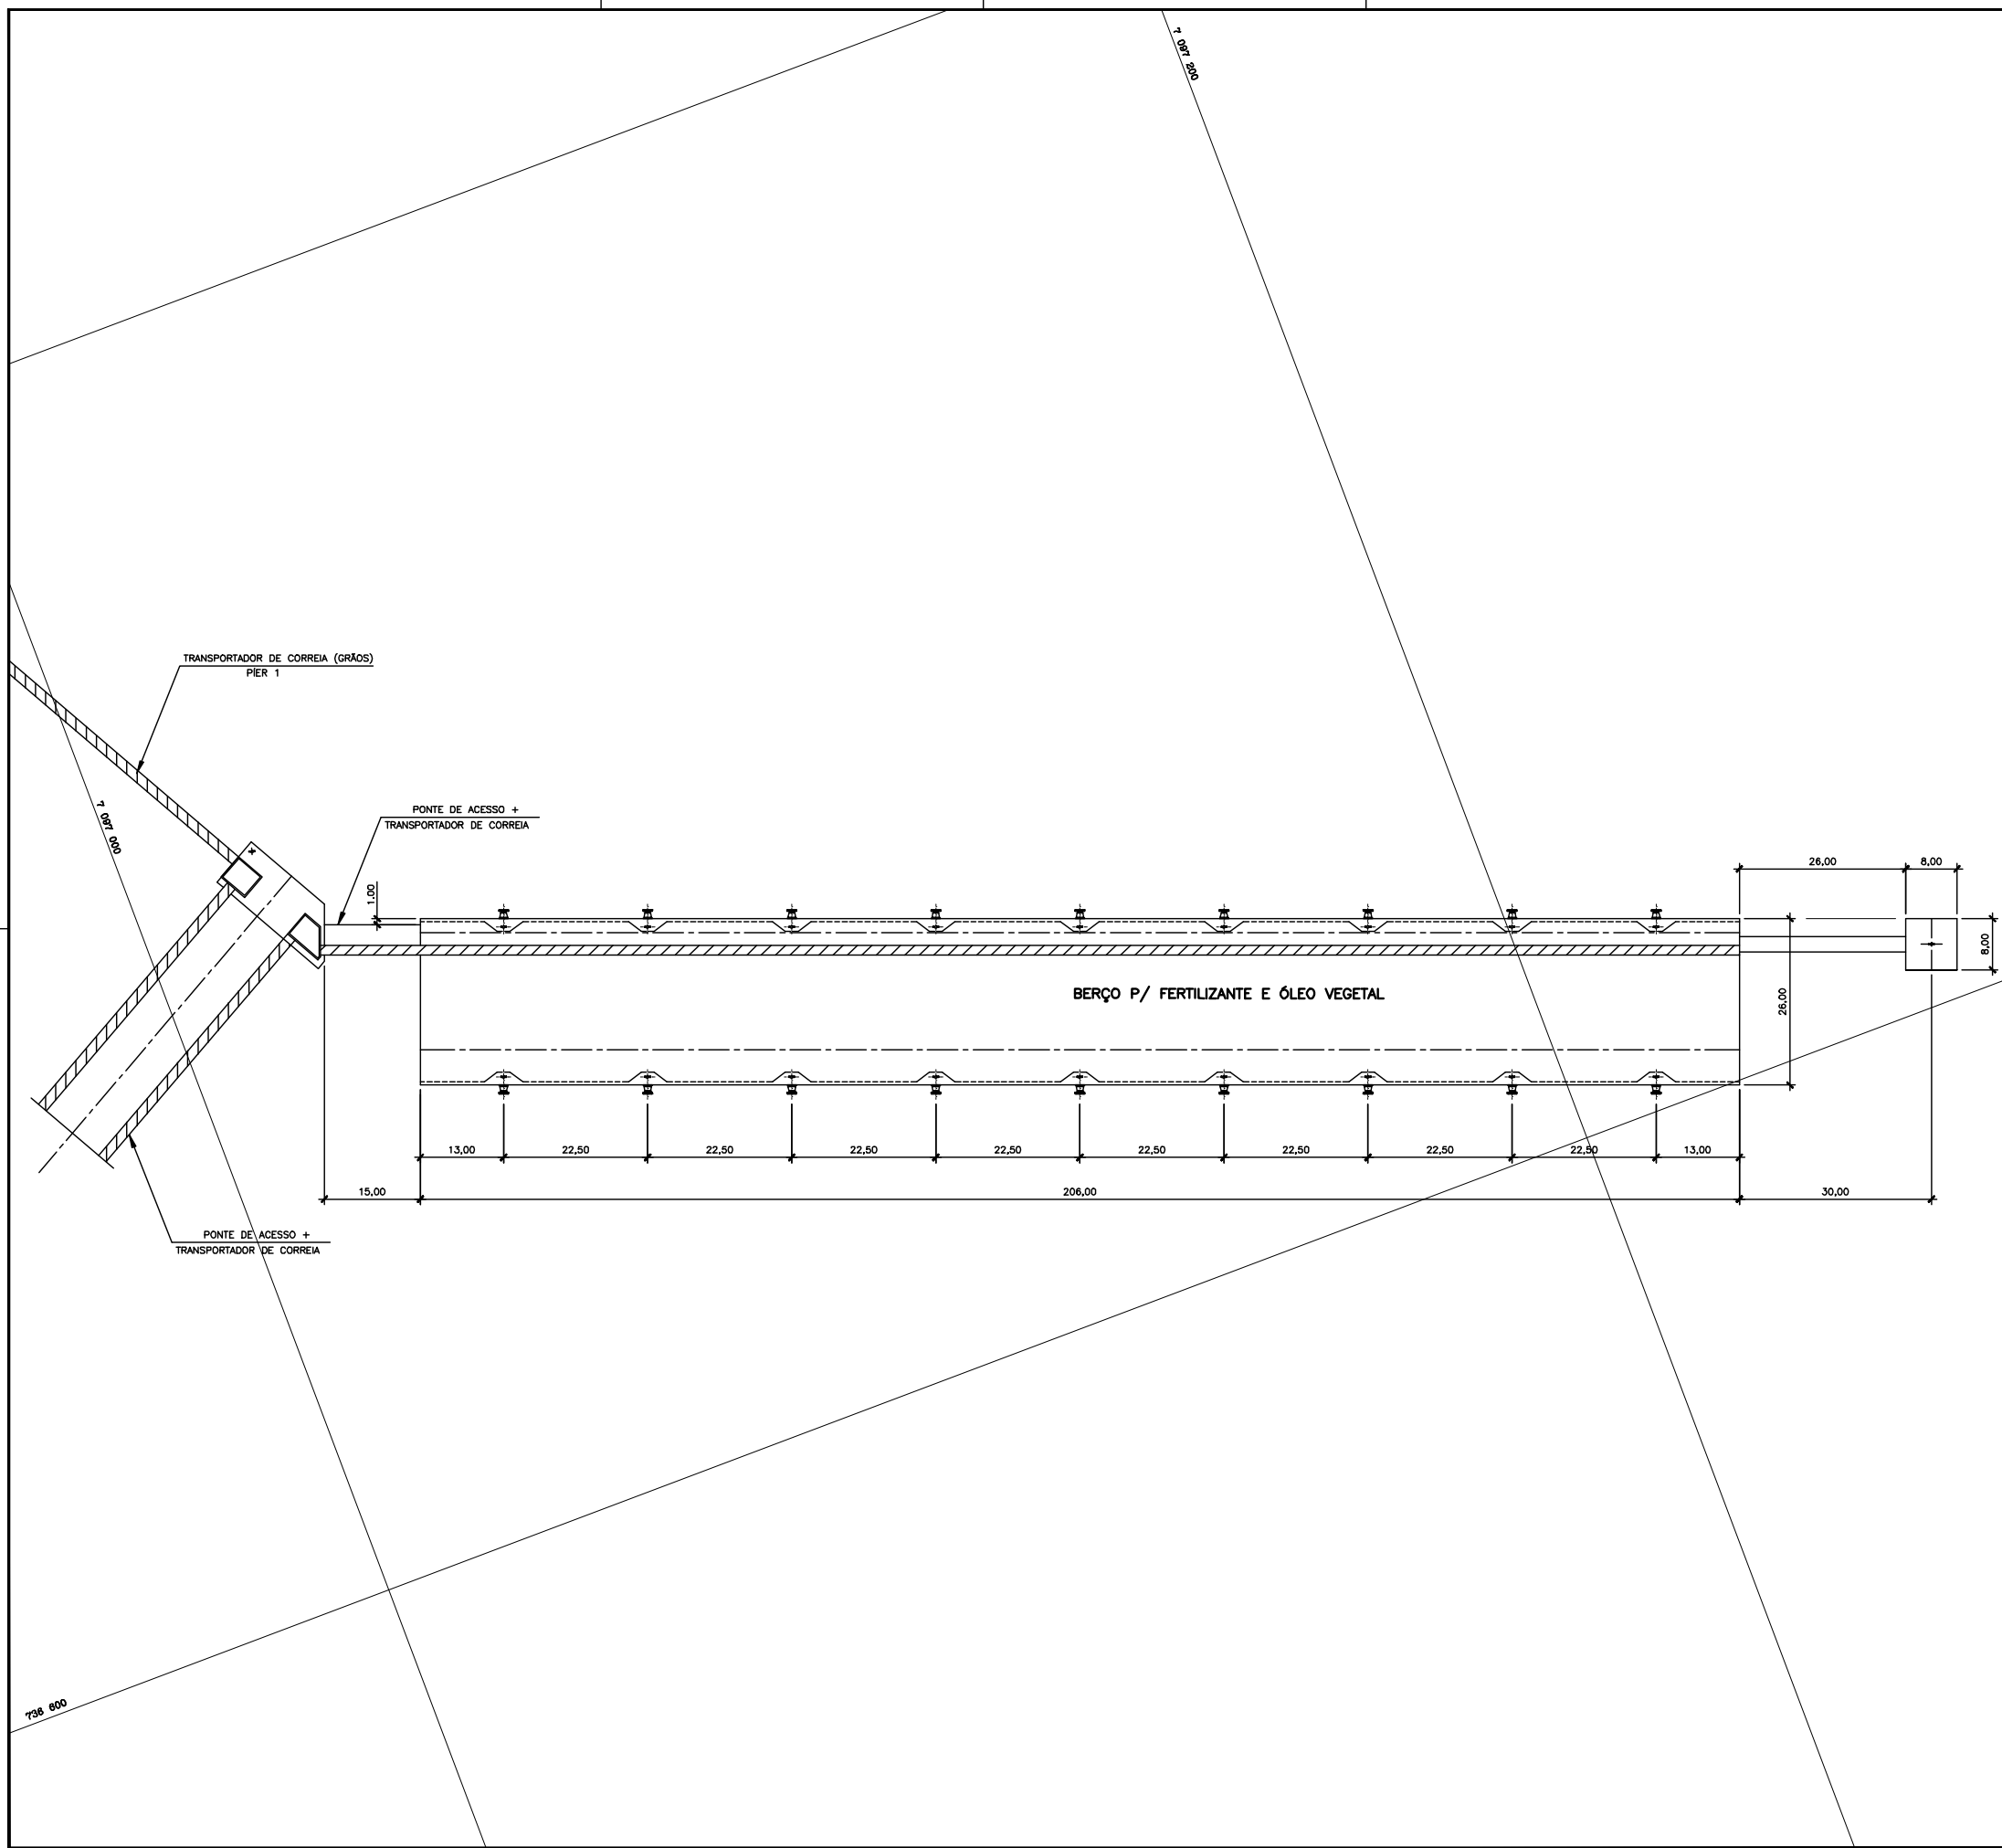 7 097 200
TRANSPORTADOR DE CORREIA (GRÃOS)
PÍER 1
7 097 000
PONTE DE ACESSO +
TRANSPORTADOR DE CORREIA
1.00
26,00
8,00
8,00
BERÇO P/ FERTILIZANTE E ÓLEO VEGETAL
26,00
13,00
22,50
22,50
22,50
22,50
22,50
22,50
22,50
22,50
13,00
15,00
206,00
30,00
PONTE DE ACESSO +
TRANSPORTADOR DE CORREIA
736 600